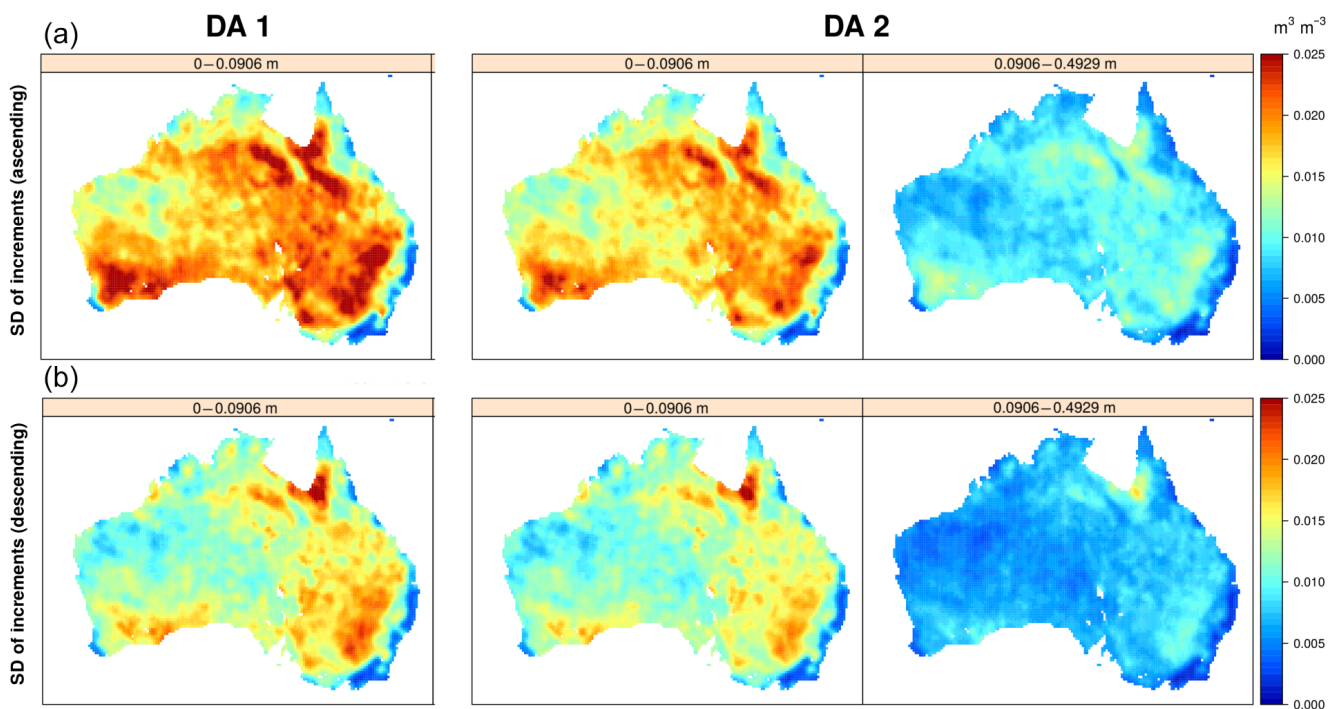 (a)
DA 1
DA 2
m³ m⁻³
SD of increments (ascending)
0−0.0906 m
0−0.0906 m
0.0906−0.4929 m
0.025
0.020
0.015
0.010
0.005
0.000
(b)
SD of increments (descending)
0−0.0906 m
0−0.0906 m
0.0906−0.4929 m
0.025
0.020
0.015
0.010
0.005
0.000